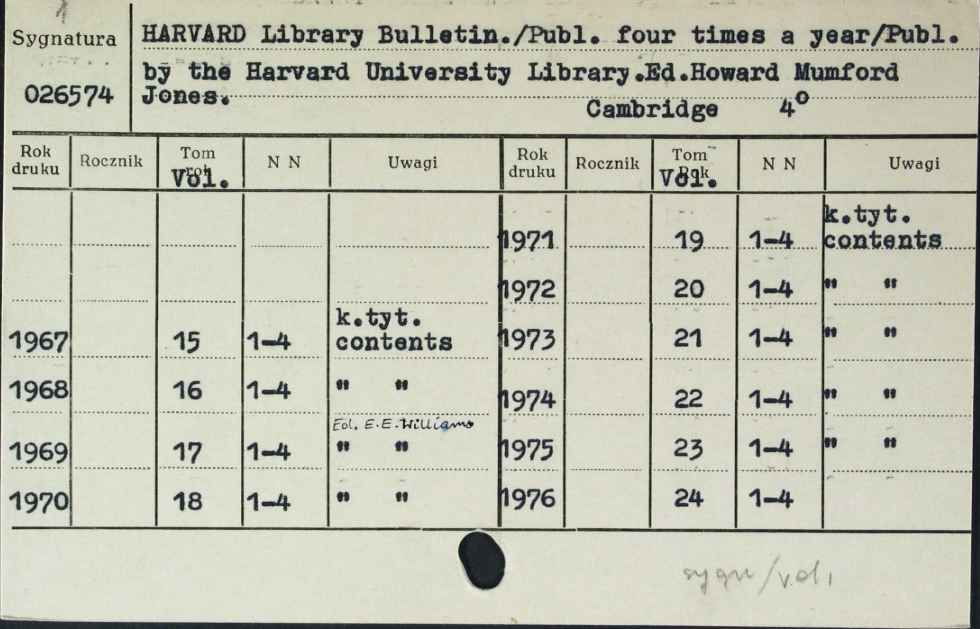 Sygnatura
026574
HARVARD Library Bulletin./Publ. four times a year/Publ.
by the Harvard University Library.Ed.Howard Mumford
Jones.
Cambridge 4º
Rok druku Rocznik Tom rok Vol. N N Uwagi Rok druku Rocznik Tom Rok Vol. N N Uwagi
k.tyt.
1971 19 1-4 contents
1972 20 1-4 " "
k.tyt.
1967 15 1-4 contents 1973 21 1-4 " "
1968 16 1-4 " " 1974 22 1-4 " "
Ed. E.E. Williams
1969 17 1-4 " " 1975 23 1-4 " "
1970 18 1-4 " " 1976 24 1-4
sygn/vol,